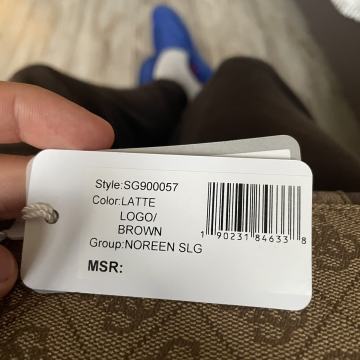 Style:SG900057
Color:LATTE
LOGO/
BROWN
Group:NOREEN SLG
MSR:
1 90231 84633 8